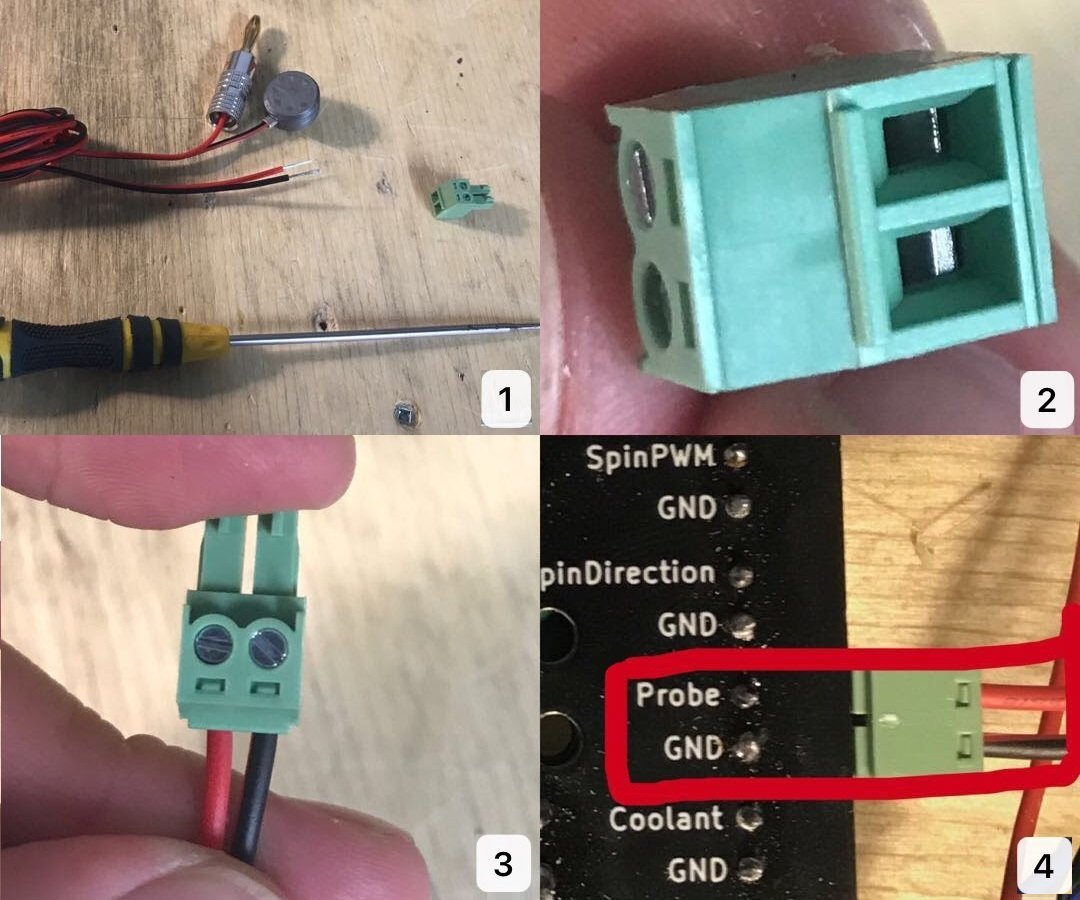 1
2
3
SpinPWM
GND
pinDirection
GND
Probe
GND
Coolant
GND
4